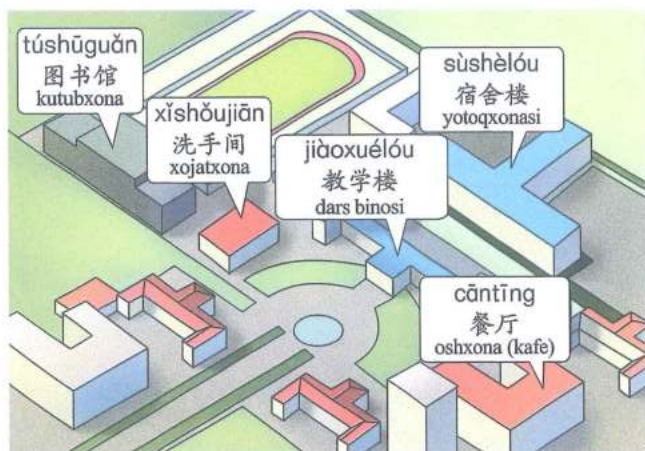 túshūguǎn
图书馆
kutubxona
xǐshǒujiān
洗手间
xojatxona
sùshèlóu
宿舍楼
yotoqxonasi
jiàoxuélóu
教学楼
dars binosi
cāntīng
餐厅
oshxona (kafe)